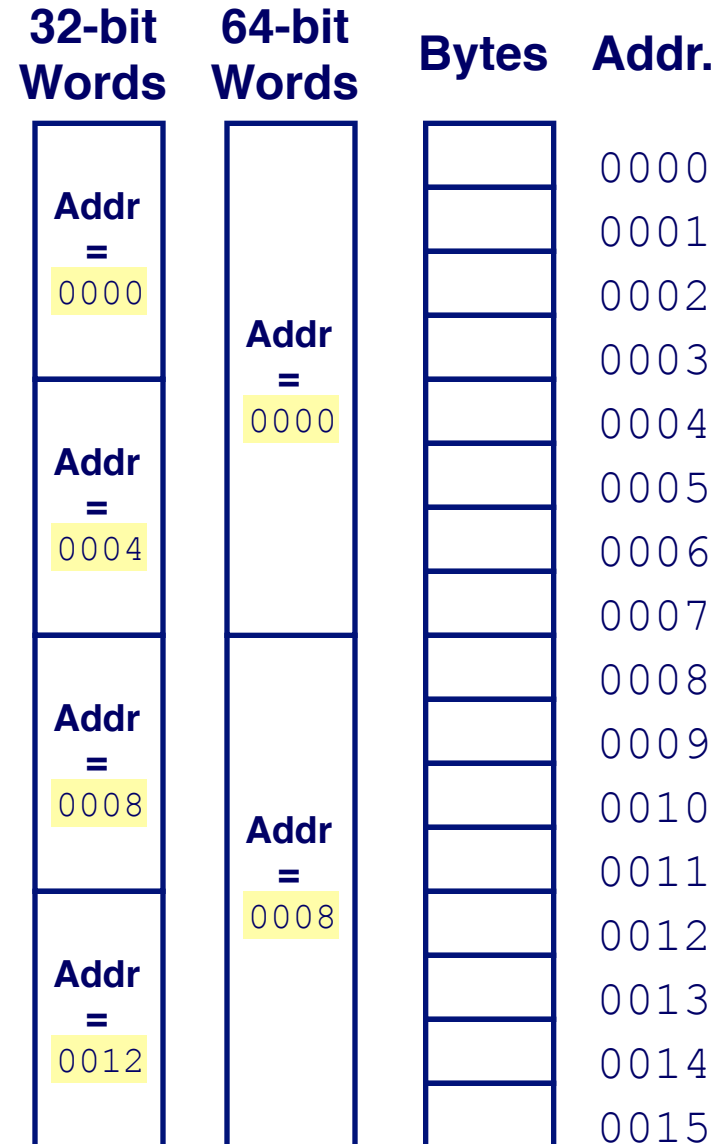 32-bit
Words
64-bit
Words
Bytes
Addr.
Addr
=
0000
Addr
=
0004
Addr
=
0008
Addr
=
0012
Addr
=
0000
Addr
=
0008
0000
0001
0002
0003
0004
0005
0006
0007
0008
0009
0010
0011
0012
0013
0014
0015